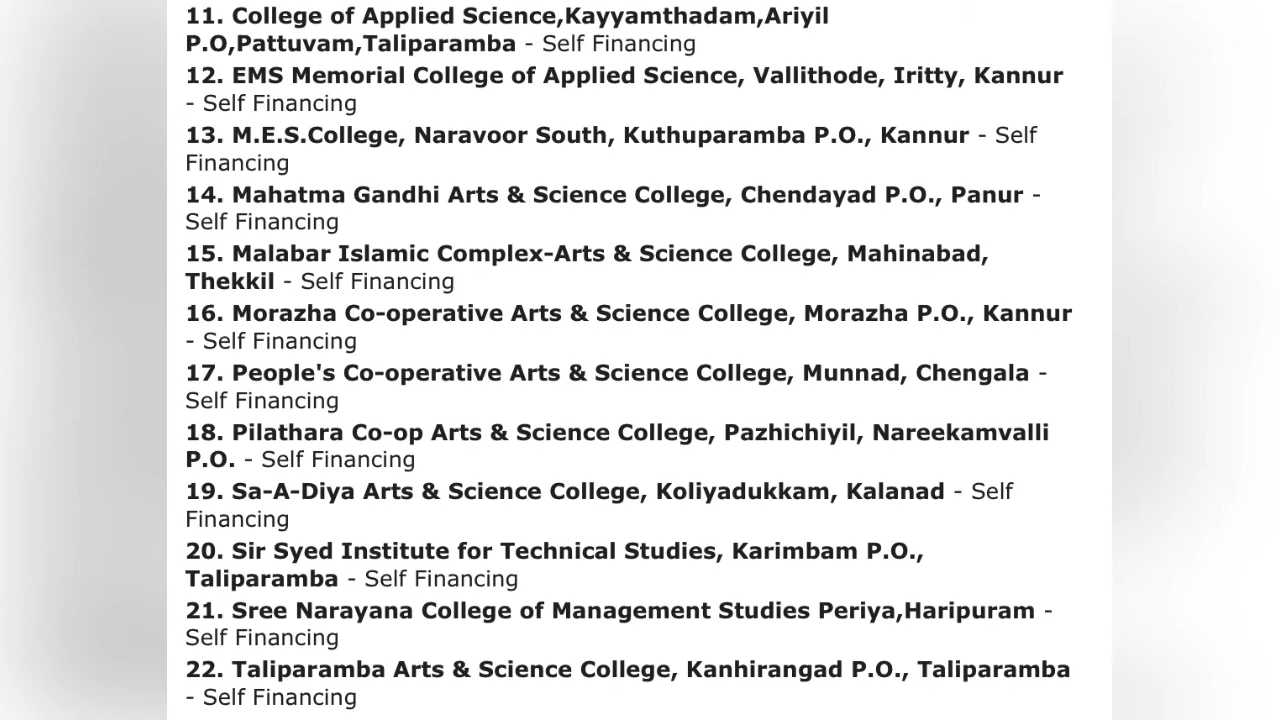 11. College of Applied Science,Kayyamthadam,Ariyil
P.O,Pattuvam,Taliparamba - Self Financing
12. EMS Memorial College of Applied Science, Vallithode, Iritty, Kannur
- Self Financing
13. M.E.S.College, Naravoor South, Kuthuparamba P.O., Kannur - Self
Financing
14. Mahatma Gandhi Arts & Science College, Chendayad P.O., Panur -
Self Financing
15. Malabar Islamic Complex-Arts & Science College, Mahinabad,
Thekkil - Self Financing
16. Morazha Co-operative Arts & Science College, Morazha P.O., Kannur
- Self Financing
17. People's Co-operative Arts & Science College, Munnad, Chengala -
Self Financing
18. Pilathara Co-op Arts & Science College, Pazhichiyil, Nareekamvalli
P.O. - Self Financing
19. Sa-A-Diya Arts & Science College, Koliyadukkam, Kalanad - Self
Financing
20. Sir Syed Institute for Technical Studies, Karimbam P.O.,
Taliparamba - Self Financing
21. Sree Narayana College of Management Studies Periya,Haripuram -
Self Financing
22. Taliparamba Arts & Science College, Kanhirangad P.O., Taliparamba
- Self Financing